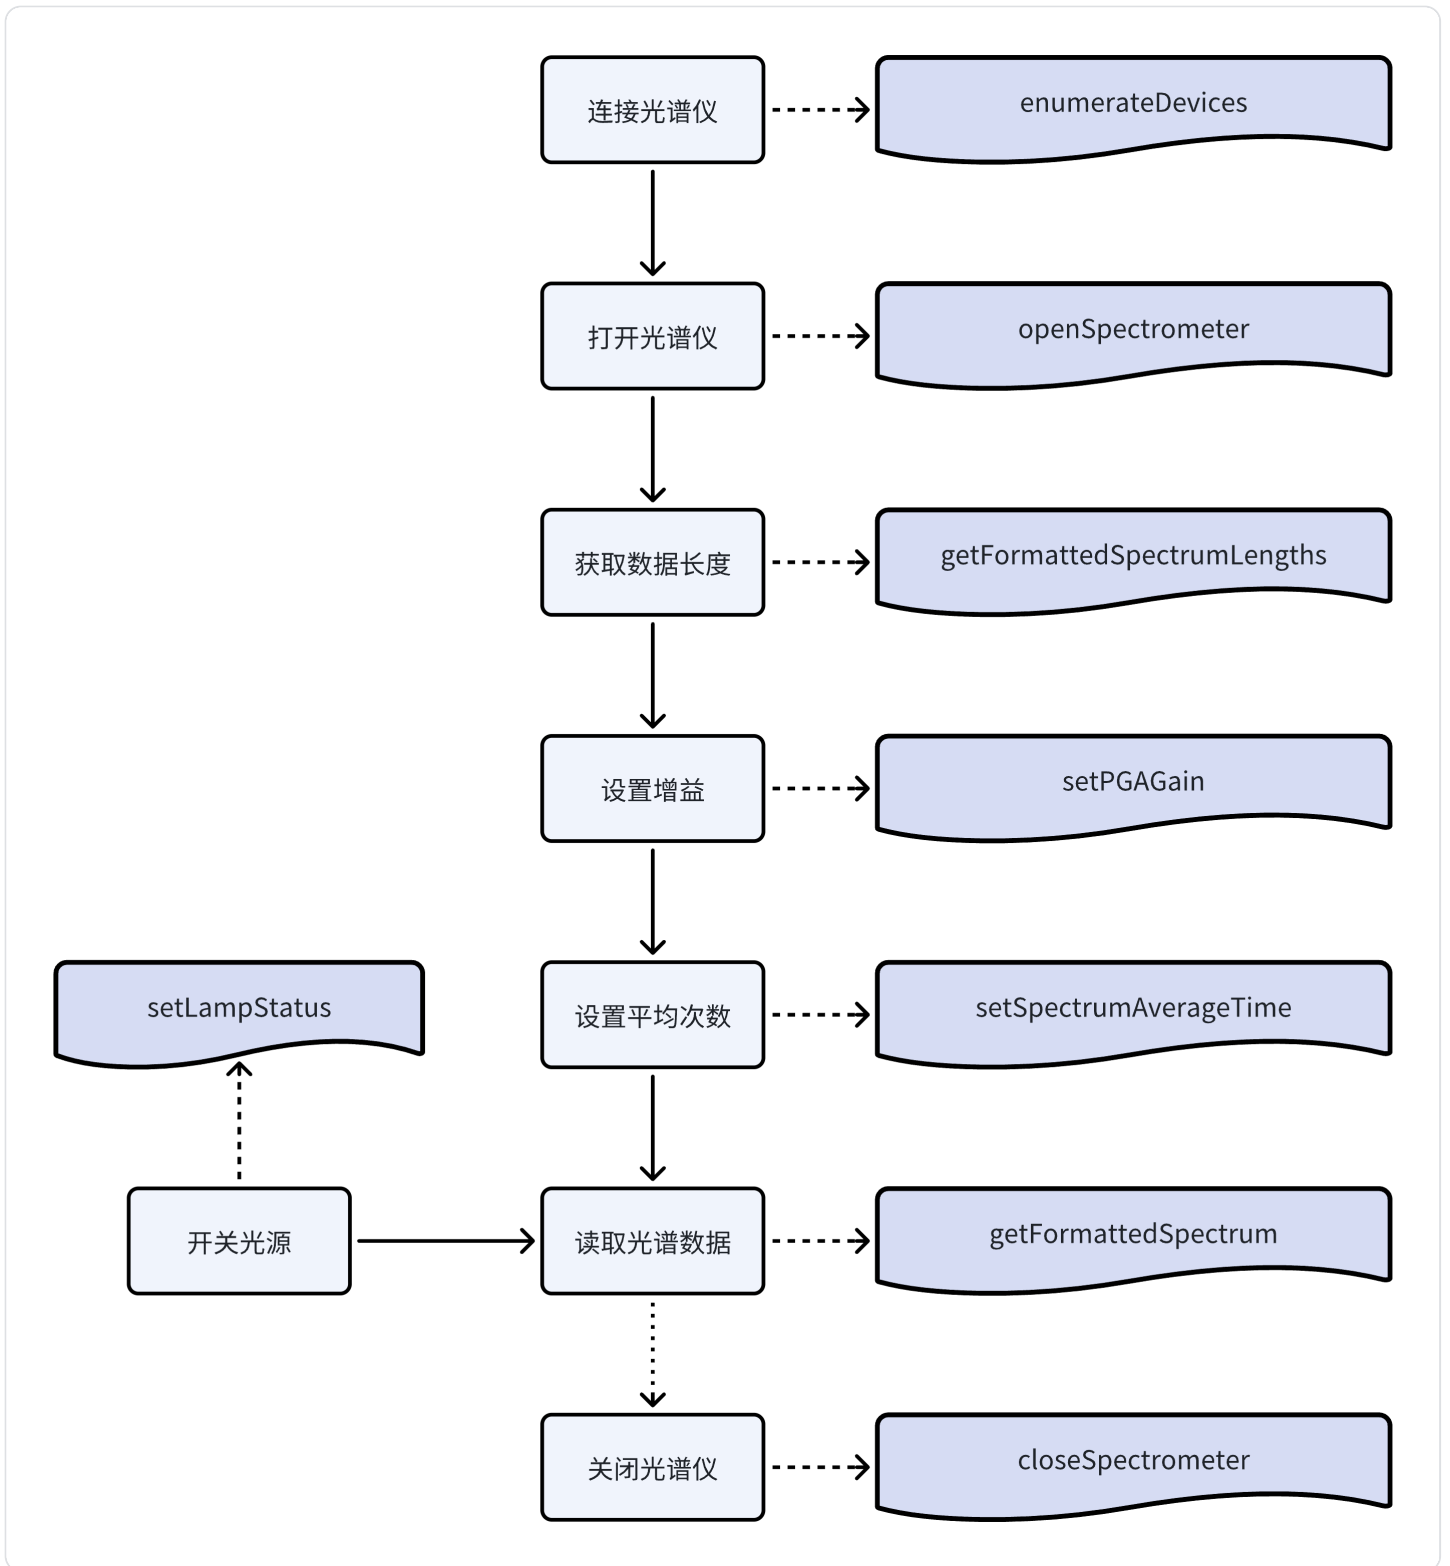 连接光谱仪
enumerateDevices
打开光谱仪
openSpectrometer
获取数据长度
getFormattedSpectrumLengths
设置增益
setPGAGain
setLampStatus
设置平均次数
setSpectrumAverageTime
开关光源
读取光谱数据
getFormattedSpectrum
关闭光谱仪
closeSpectrometer